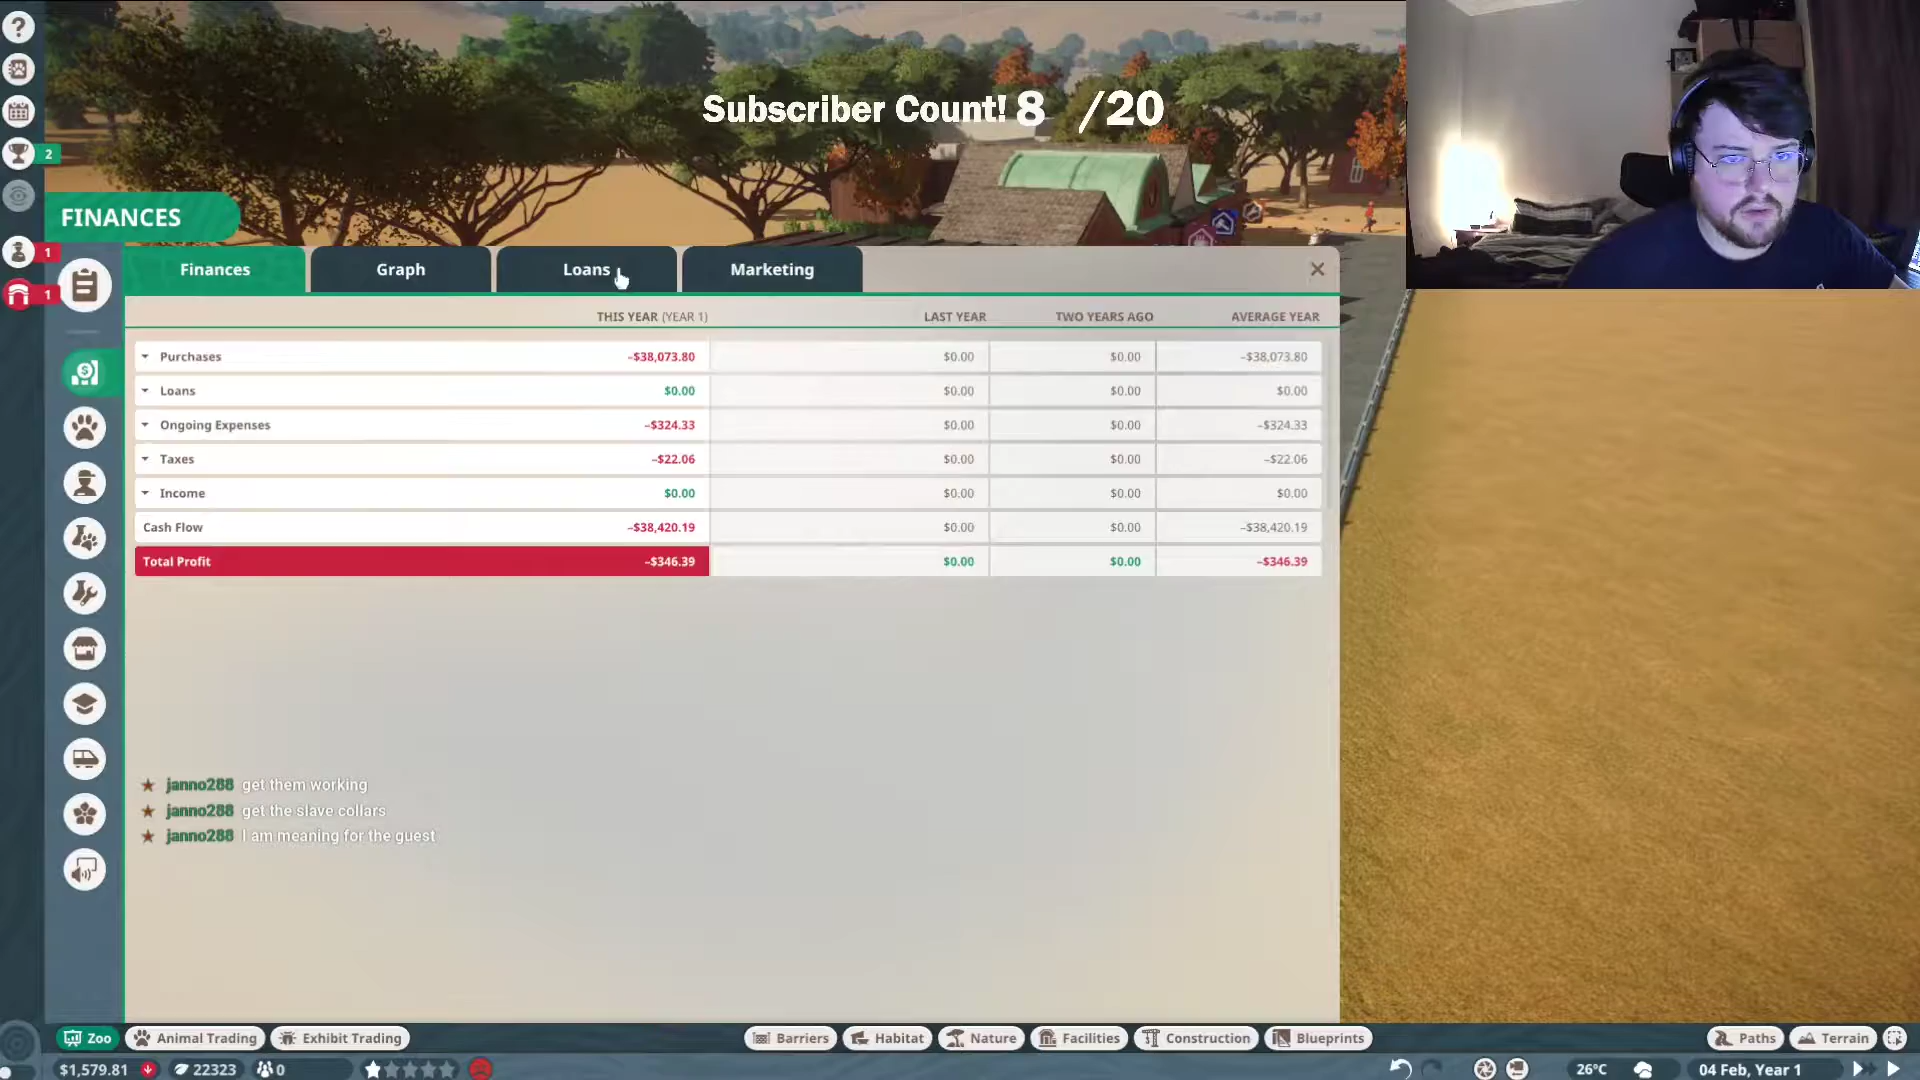 Subscriber Count! 8 /20
2
FINANCES
1
1
Finances Graph Loans Marketing
THIS YEAR (YEAR 1) LAST YEAR TWO YEARS AGO AVERAGE YEAR
Purchases -$38,073.80 $0.00 $0.00 -$38,073.80
Loans $0.00 $0.00 $0.00 $0.00
Ongoing Expenses -$324.33 $0.00 $0.00 -$324.33
Taxes -$22.06 $0.00 $0.00 -$22.06
Income $0.00 $0.00 $0.00 $0.00
Cash Flow -$38,420.19 $0.00 $0.00 -$38,420.19
Total Profit -$346.39 $0.00 $0.00 -$346.39
janno288 get them working
janno288 get the slave collars
janno288 I am meaning for the guest
Zoo Animal Trading Exhibit Trading Barriers Habitat Nature Facilities Construction Blueprints Paths Terrain
$1,579.81 22323 0 26°C 04 Feb, Year 1